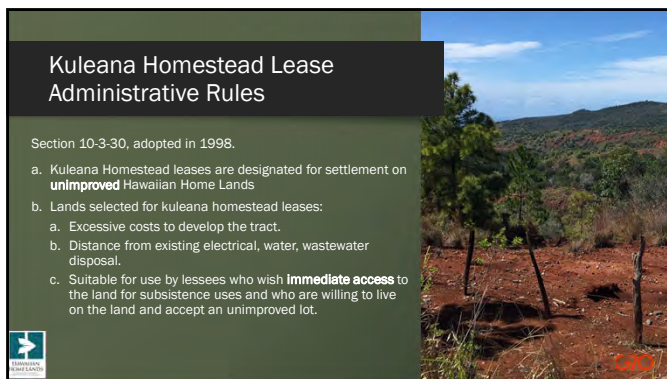 Kuleana Homestead Lease
Administrative Rules
Section 10-3-30, adopted in 1998.
a. Kuleana Homestead leases are designated for settlement on
unimproved Hawaiian Home Lands
b. Lands selected for kuleana homestead leases:
a. Excessive costs to develop the tract.
b. Distance from existing electrical, water, wastewater
disposal.
c. Suitable for use by lessees who wish immediate access to
the land for subsistence uses and who are willing to live
on the land and accept an unimproved lot.
HAWAIIAN
HOME LANDS